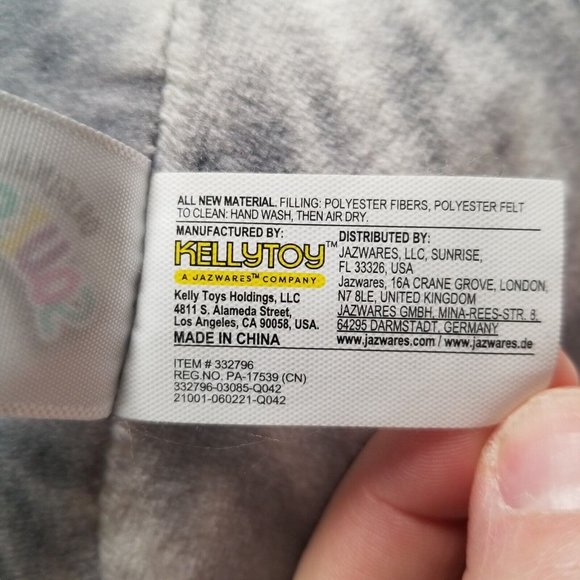 ALL NEW MATERIAL. FILLING: POLYESTER FIBERS, POLYESTER FELT
TO CLEAN: HAND WASH, THEN AIR DRY.
MANUFACTURED BY:
KELLYTOY™
A JAZWARES™ COMPANY
Kelly Toys Holdings, LLC
4811 S. Alameda Street,
Los Angeles, CA 90058, USA.
MADE IN CHINA
DISTRIBUTED BY:
JAZWARES, LLC, SUNRISE,
FL 33326, USA
Jazwares, 16A CRANE GROVE, LONDON,
N7 8LE, UNITED KINGDOM
JAZWARES GMBH, MINA-REES-STR. 8,
64295 DARMSTADT, GERMANY
www.jazwares.com / www.jazwares.de
ITEM # 332796
REG.NO. PA-17539 (CN)
332796-03085-Q042
21001-060221-Q042